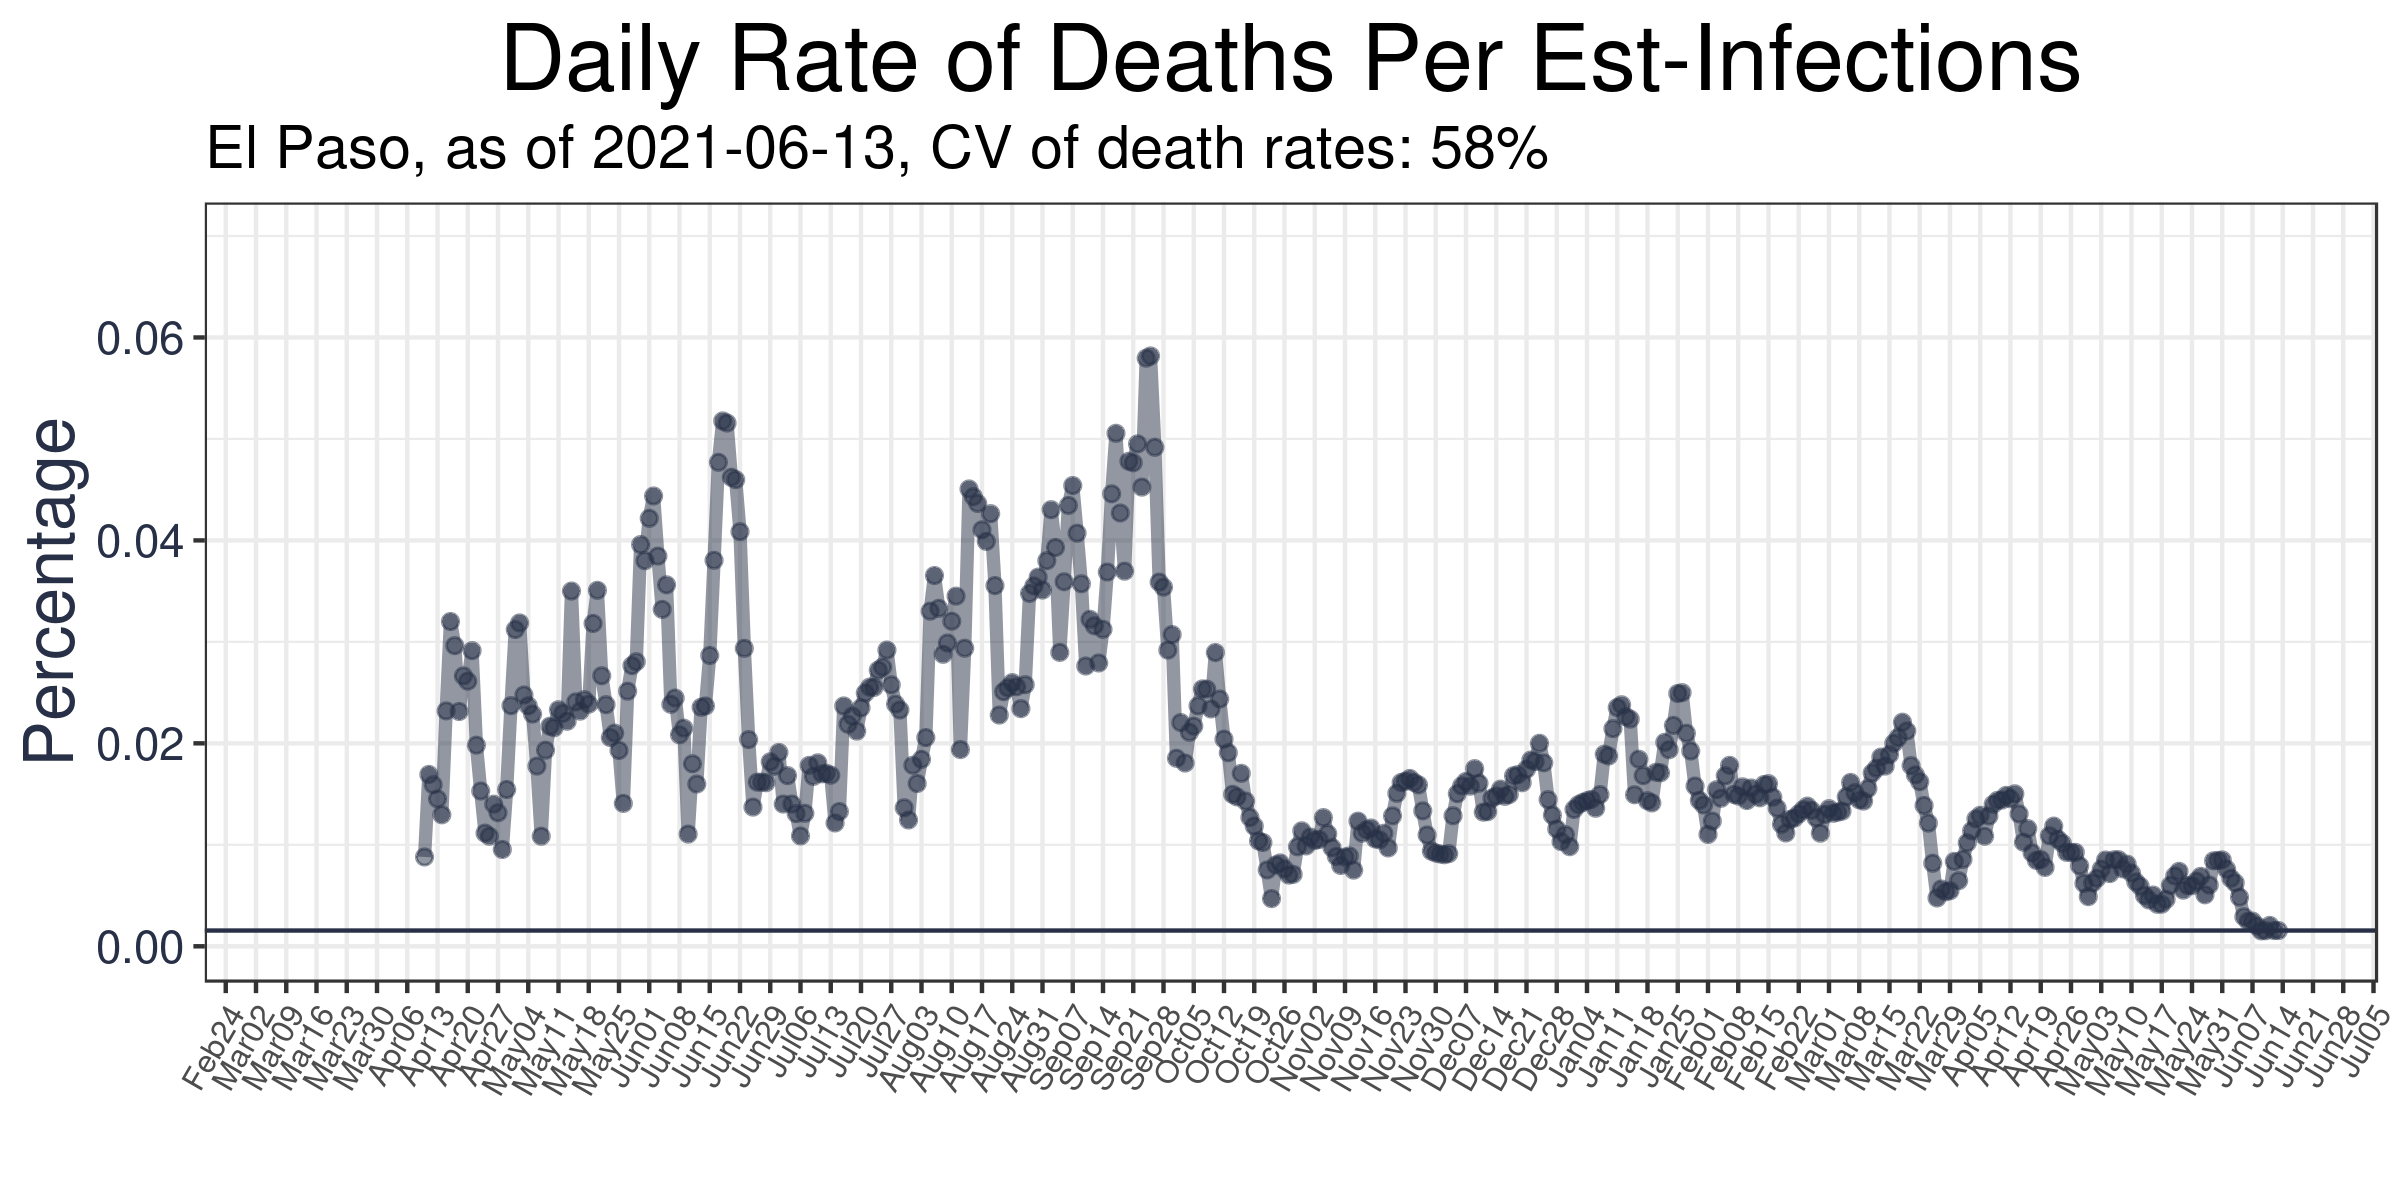 Daily Rate of Deaths Per Est-Infections
El Paso, as of 2021-06-13, CV of death rates: 58%
Percentage
0.06
0.04
0.02
0.00
Feb24 Mar02 Mar09 Mar16 Mar23 Mar30 Apr06 Apr13 Apr20 Apr27 May04 May11 May18 May25 Jun01 Jun08 Jun15 Jun22 Jun29 Jul06 Jul13 Jul20 Jul27 Aug03 Aug10 Aug17 Aug24 Aug31 Sep07 Sep14 Sep21 Sep28 Oct05 Oct12 Oct19 Oct26 Nov02 Nov09 Nov16 Nov23 Nov30 Dec07 Dec14 Dec21 Dec28 Jan04 Jan11 Jan18 Jan25 Feb01 Feb08 Feb15 Feb22 Mar01 Mar08 Mar15 Mar22 Mar29 Apr05 Apr12 Apr19 Apr26 May03 May10 May17 May24 May31 Jun07 Jun14 Jun21 Jun28 Jul05